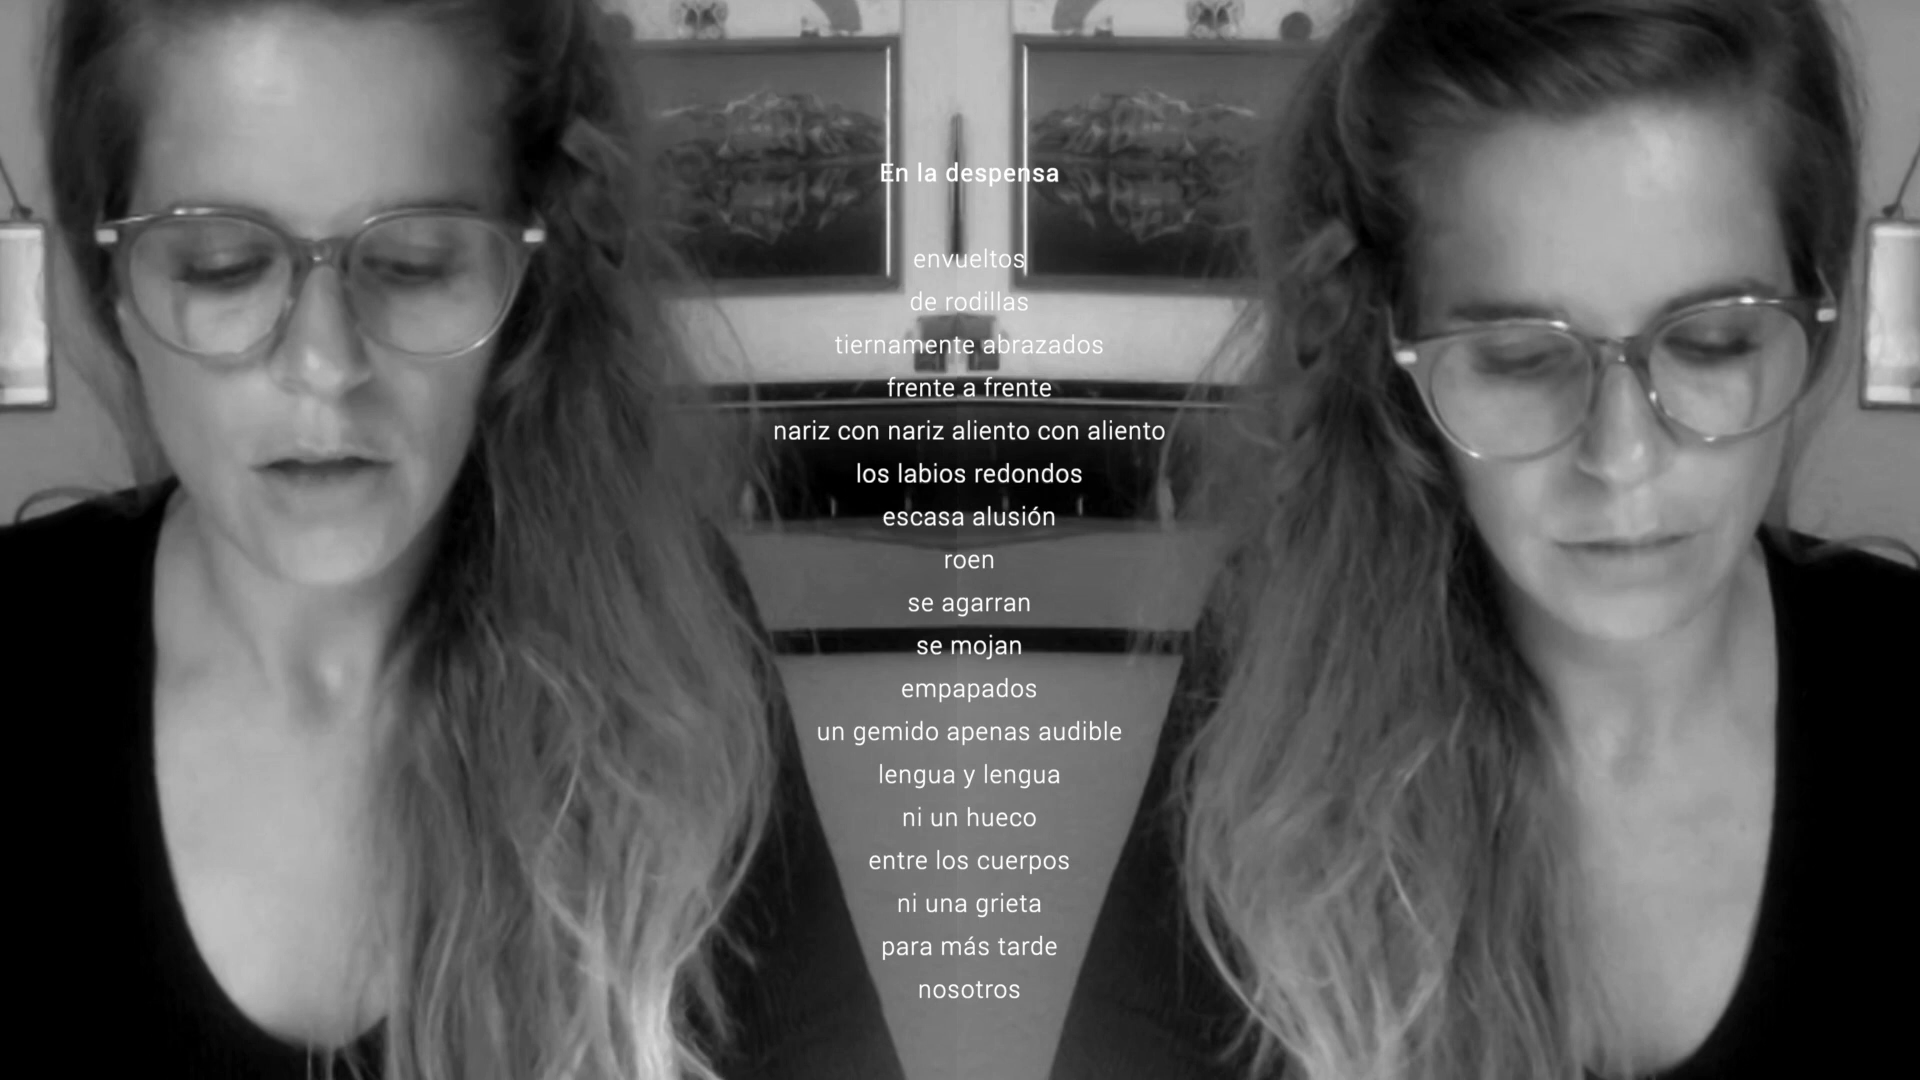 En la despensa
envueltos
de rodillas
tiernamente abrazados
frente a frente
nariz con nariz aliento con aliento
los labios redondos
escasa alusión
roen
se agarran
se mojan
empapados
un gemido apenas audible
lengua y lengua
ni un hueco
entre los cuerpos
ni una grieta
para más tarde
nosotros